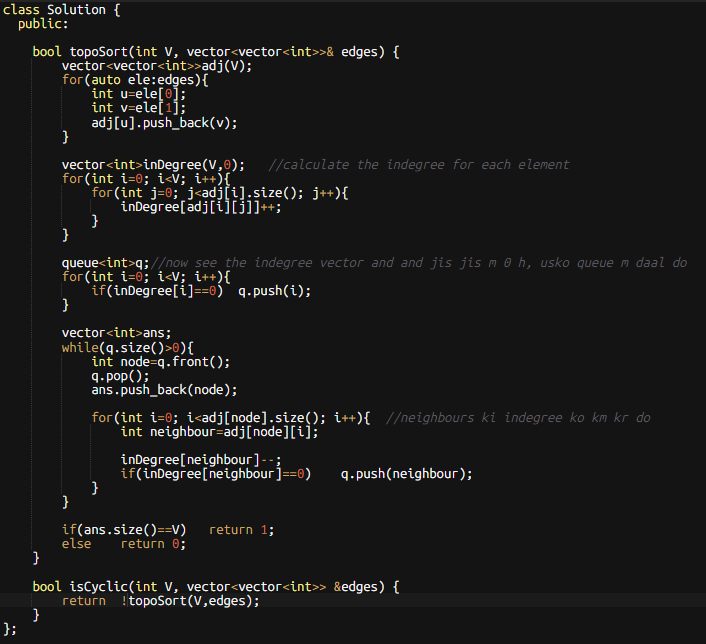 class Solution {
  public:
    bool topoSort(int V, vector<vector<int>>& edges) {
        vector<vector<int>>adj(V);
        for(auto ele:edges){
            int u=ele[0];
            int v=ele[1];
            adj[u].push_back(v);
        }
        vector<int>inDegree(V,0);   //calculate the indegree for each element
        for(int i=0; i<V; i++){
            for(int j=0; j<adj[i].size(); j++){
                inDegree[adj[i][j]]++;
            }
        }
        queue<int>q;//now see the indegree vector and and jis jis m 0 h, usko queue m daal do
        for(int i=0; i<V; i++){
            if(inDegree[i]==0)  q.push(i);
        }
        vector<int>ans;
        while(q.size()>0){
            int node=q.front();
            q.pop();
            ans.push_back(node);
            for(int i=0; i<adj[node].size(); i++){  //neighbours ki indegree ko km kr do
                int neighbour=adj[node][i];
                inDegree[neighbour]--;
                if(inDegree[neighbour]==0)    q.push(neighbour);
            }
        }
        if(ans.size()==V)   return 1;
        else    return 0;
    }
    bool isCyclic(int V, vector<vector<int>> &edges) {
        return  !topoSort(V,edges);
    }
};